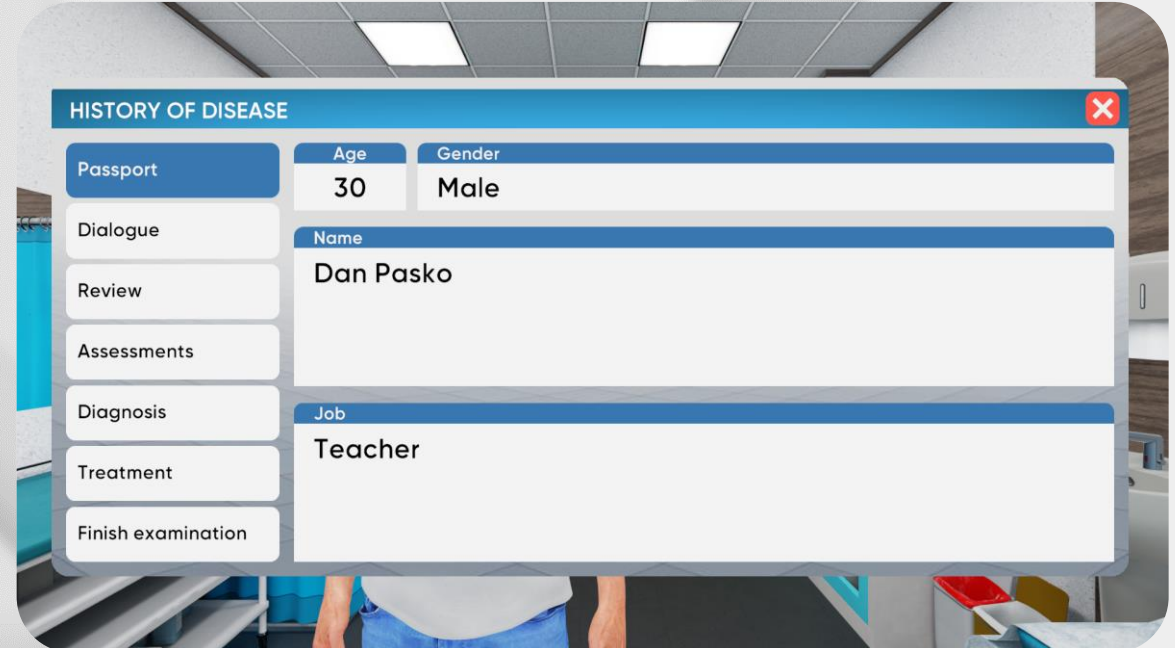 HISTORY OF DISEASE
Passport
Dialogue
Review
Assessments
Diagnosis
Treatment
Finish examination
Age
30
Gender
Male
Name
Dan Pasko
Job
Teacher